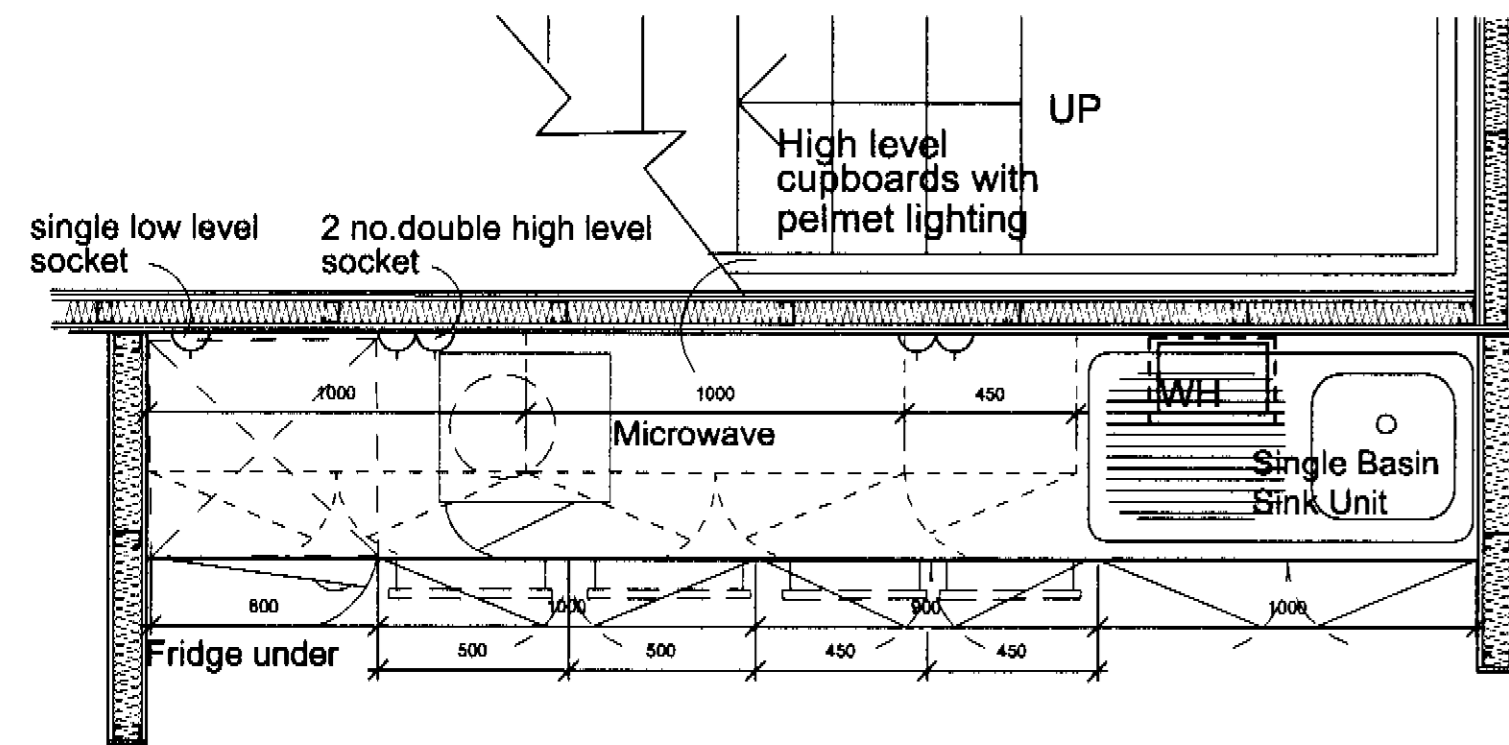 UP
High level
cupboards with
pelmet lighting
single low level
socket
2 no.double high level
socket
1000
1000
450
WH
Microwave
Single Basin
Sink Unit
600
1000
900
1000
Fridge under
500
500
450
450